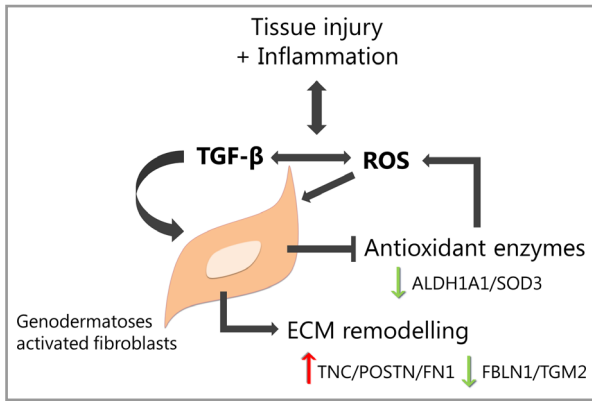 Tissue injury
+ Inflammation
TGF-β
ROS
Antioxidant enzymes
ALDH1A1/SOD3
Genodermatoses
activated fibroblasts
ECM remodelling
TNC/POSTN/FN1
FBLN1/TGM2